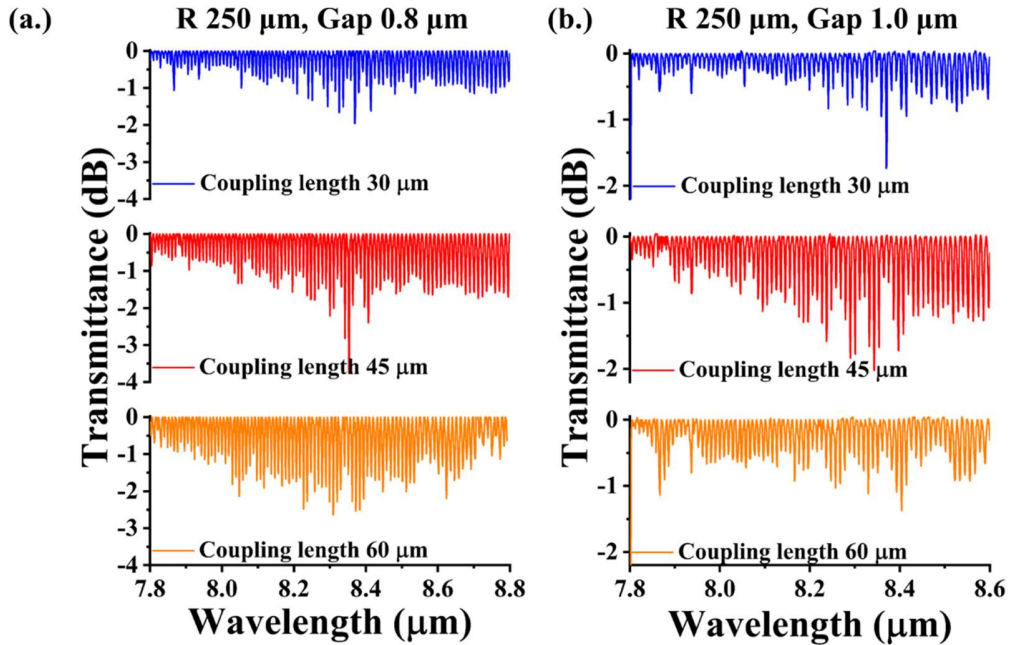 (a.) R 250 μm, Gap 0.8 μm
0
-1
-2
-3
-4
Coupling length 30 μm
0
-1
-2
-3
-4
Coupling length 45 μm
0
-1
-2
-3
-4
Coupling length 60 μm
7.8 8.0 8.2 8.4 8.6 8.8
Wavelength (μm)
Transmittance (dB)
(b.) R 250 μm, Gap 1.0 μm
0
-1
-2
Coupling length 30 μm
0
-1
-2
Coupling length 45 μm
0
-1
-2
Coupling length 60 μm
7.8 8.0 8.2 8.4 8.6
Wavelength (μm)
Transmittance (dB)